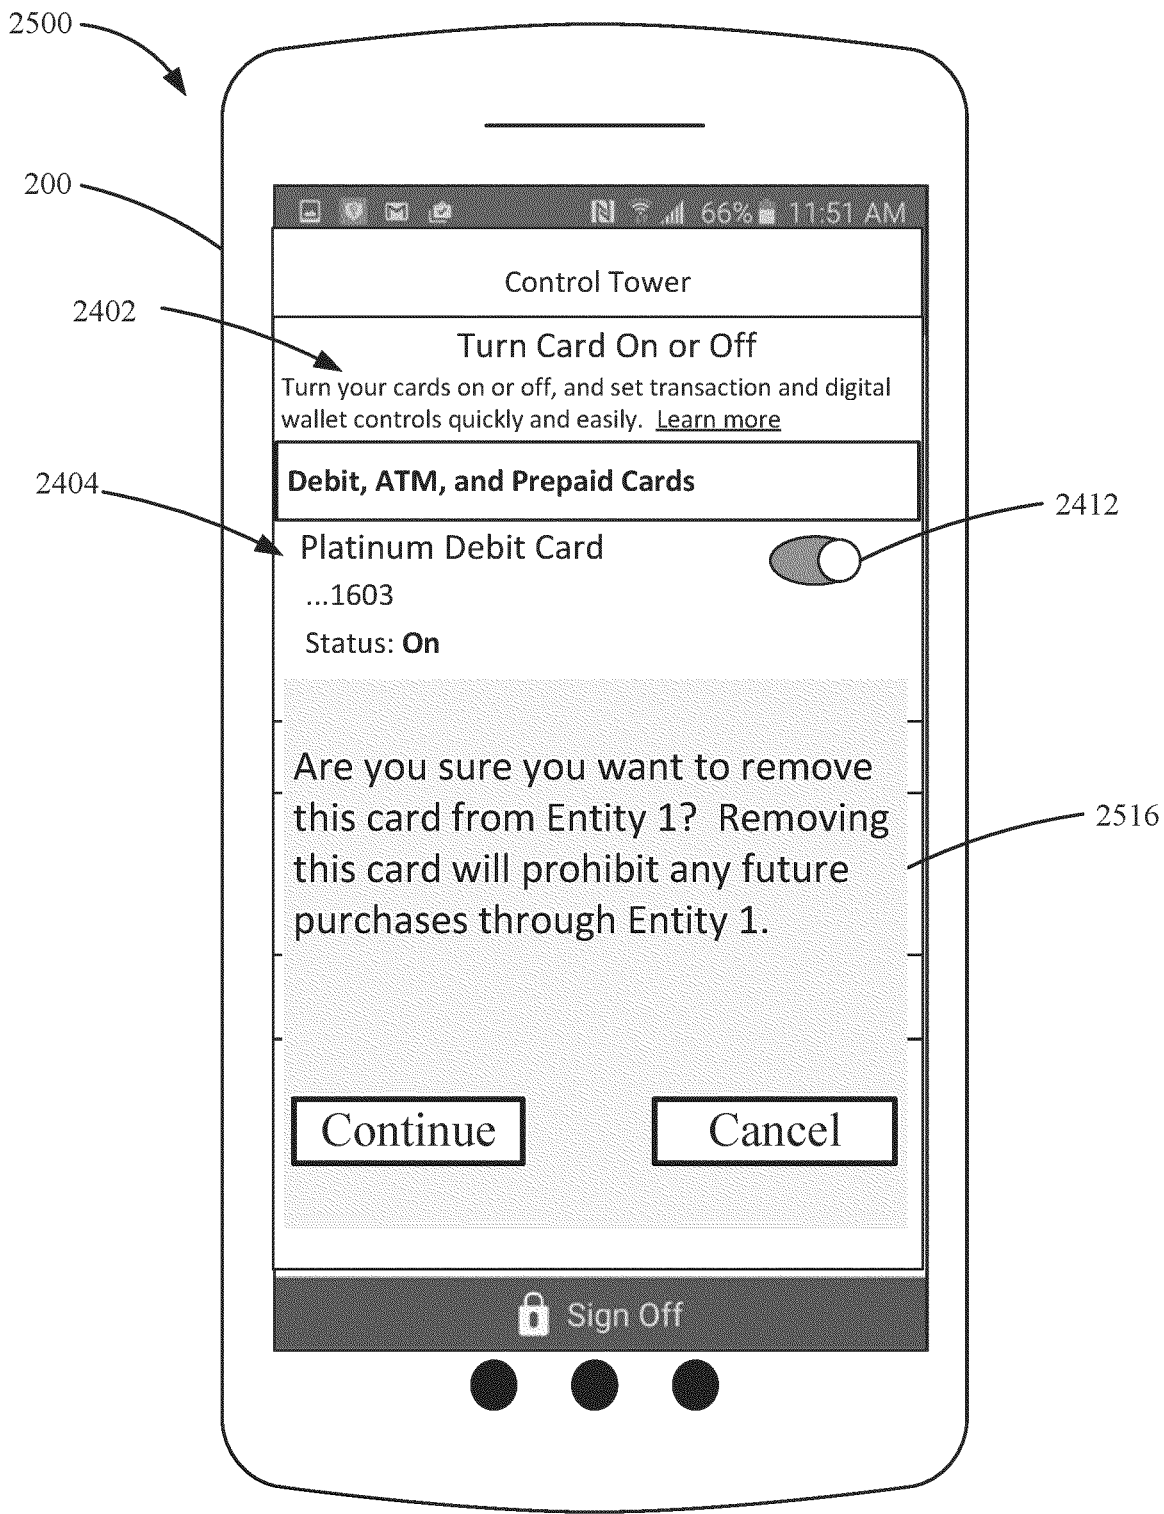 2500
200
66% 11:51 AM
Control Tower
2402
Turn Card On or Off
Turn your cards on or off, and set transaction and digital
wallet controls quickly and easily. Learn more
2404
Debit, ATM, and Prepaid Cards
2412
Platinum Debit Card
...1603
Status: On
Are you sure you want to remove
this card from Entity 1? Removing
this card will prohibit any future
purchases through Entity 1.
2516
Continue
Cancel
Sign Off